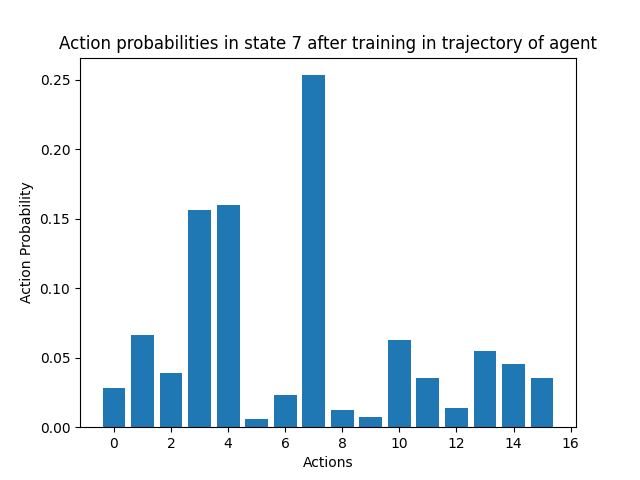 Action probabilities in state 7 after training in trajectory of agent
0.25
0.20
0.15
0.10
0.05
0.00
Action Probability
0 2 4 6 8 10 12 14 16
Actions